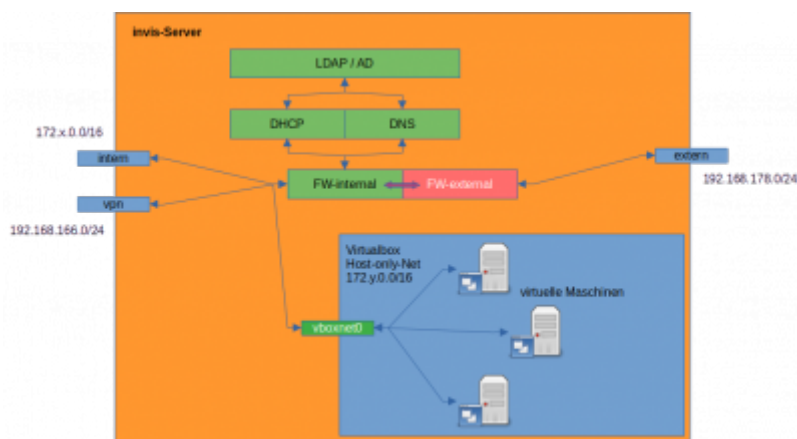 invis-Server
LDAP / AD
DHCP
DNS
172.x.0.0/16
intern
extern
192.168.178.0/24
FW-internal
FW-external
vpn
192.168.166.0/24
Virtualbox
Host-only-Net
172.y.0.0/16
virtuelle Maschinen
vboxnet0